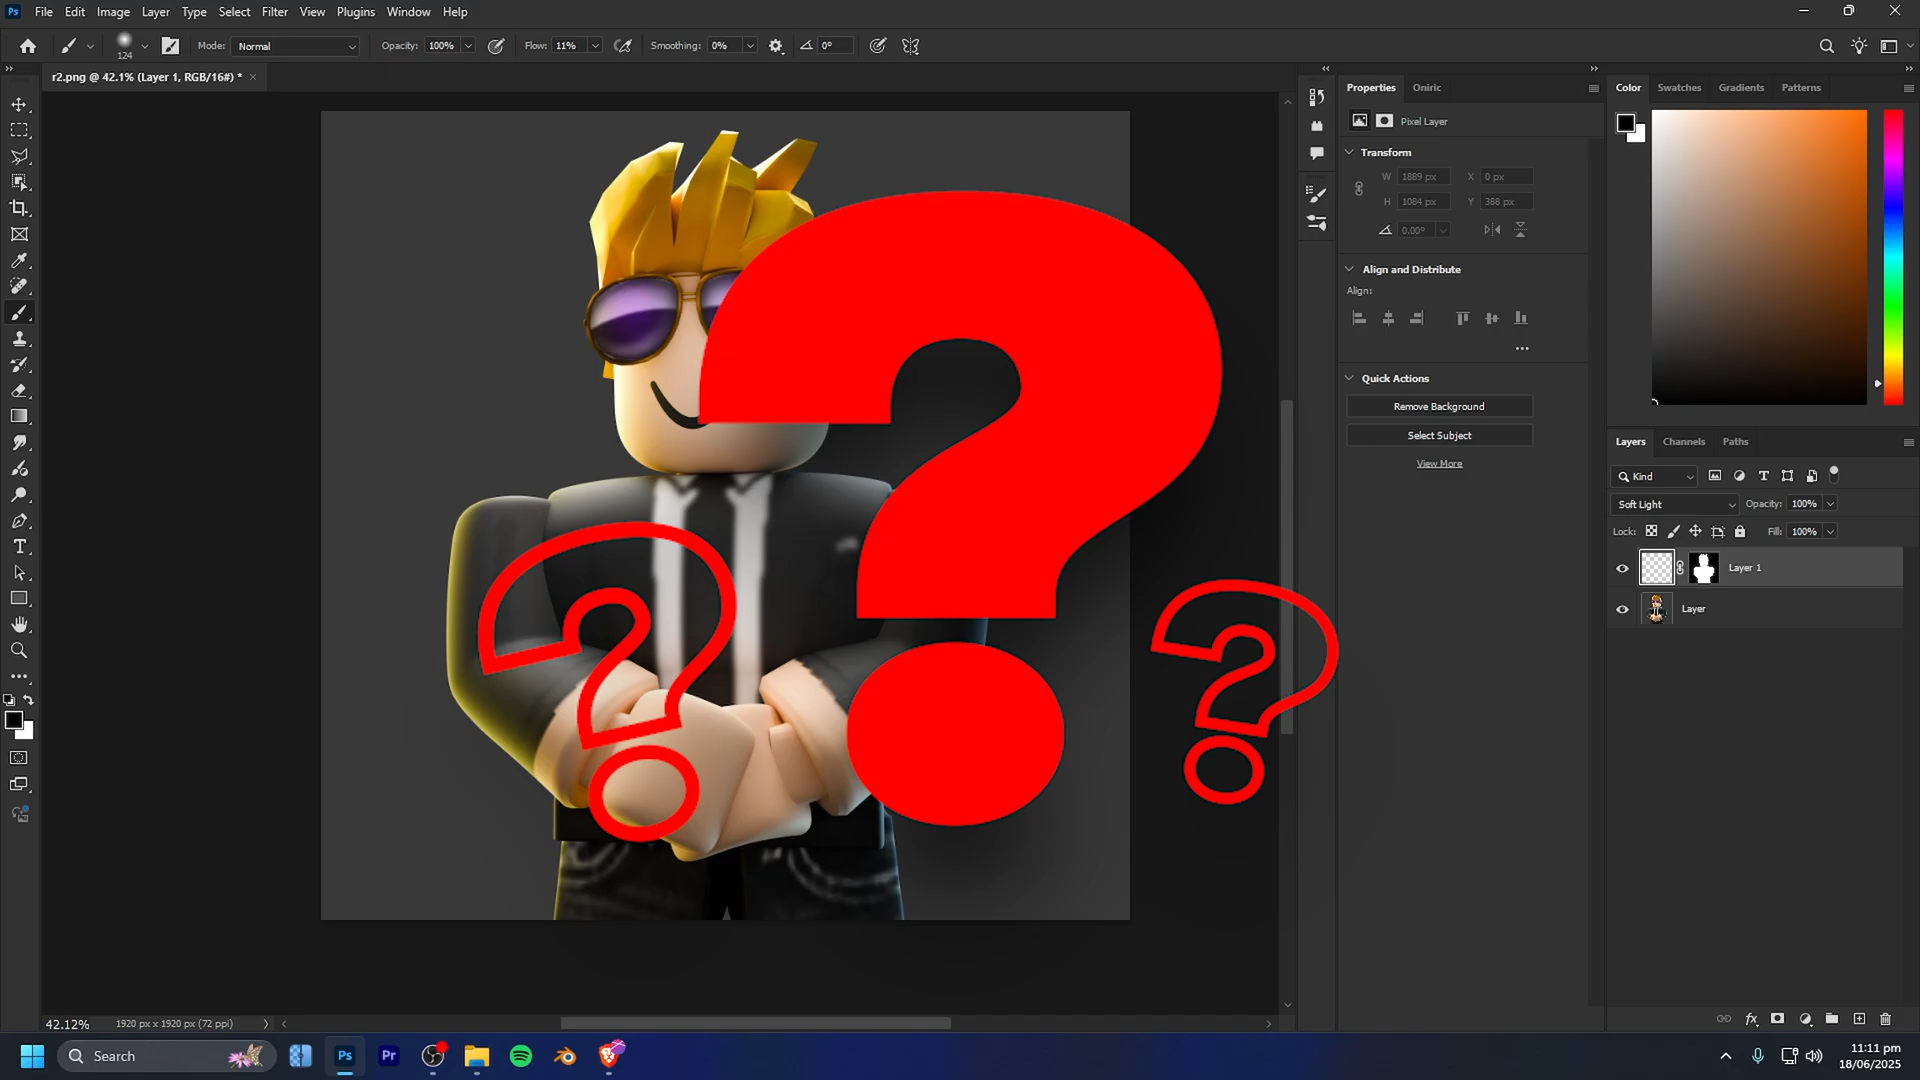 Ps File Edit Image Layer Type Select Filter View Plugins Window Help
124 Mode: Normal Opacity: 100% Flow: 11% Smoothing: 0% 0°
r2.png @ 42.1% (Layer 1, RGB/16#) *
Properties Oniric
Pixel Layer
Transform
W 1889 px X 0 px
H 1084 px Y 388 px
0.00°
Align and Distribute
Align:
Quick Actions
Remove Background
Select Subject
View More
Color Swatches Gradients Patterns
Layers Channels Paths
Kind
Soft Light Opacity: 100%
Lock: Fill: 100%
Layer 1
Layer
? ? ?
42.12% 1920 px x 1920 px (72 ppi)
Search Ps Pr
11:11 pm
18/06/2025